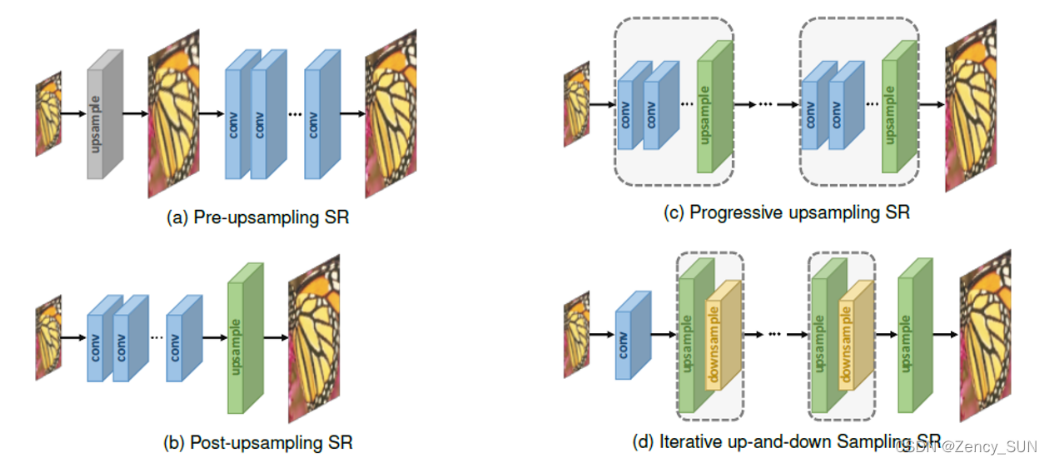 upsample
conv
conv
...
conv
(a) Pre-upsampling SR
conv
conv
...
upsample
...
conv
conv
...
upsample
(c) Progressive upsampling SR
conv
conv
...
conv
upsample
(b) Post-upsampling SR
conv
upsample
downsample
...
upsample
downsample
upsample
(d) Iterative up-and-down Sampling SR
CSDN @Zency_SUN